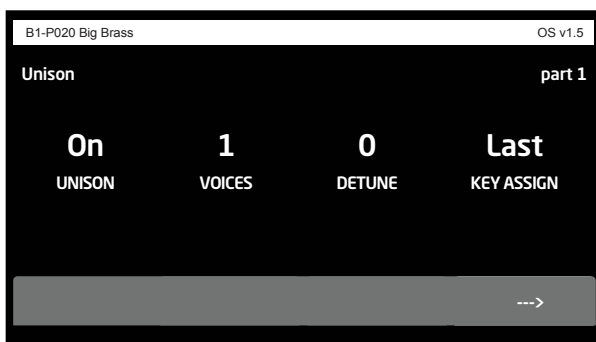 B1-P020 Big Brass OS v1.5
Unison part 1
On 1 0 Last
UNISON VOICES DETUNE KEY ASSIGN
--->